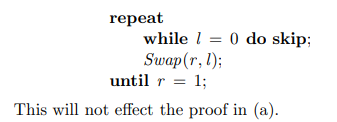 repeat
while l = 0 do skip;
Swap(r, l);
until r = 1;
This will not effect the proof in (a).